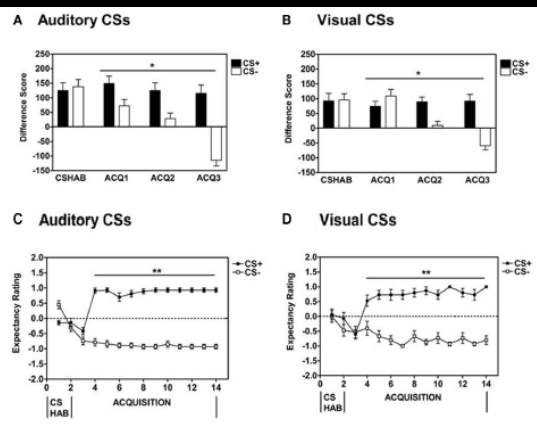 A Auditory CSs
*
CS+
CS-
Difference Score
250
200
150
100
50
0
-50
-100
-150
CSHAB ACQ1 ACQ2 ACQ3
B Visual CSs
*
CS+
CS-
Difference Score
250
200
150
100
50
0
-50
-100
-150
CSHAB ACQ1 ACQ2 ACQ3
C Auditory CSs
**
CS+
CS-
Expectancy Rating
2.0
1.5
1.0
0.5
0.0
-0.5
-1.0
-1.5
-2.0
0 2 4 6 8 10 12 14
CS
HAB
ACQUISITION
D Visual CSs
**
CS+
CS-
Expectancy Rating
2.0
1.5
1.0
0.5
0.0
-0.5
-1.0
-1.5
-2.0
0 2 4 6 8 10 12 14
CS
HAB
ACQUISITION